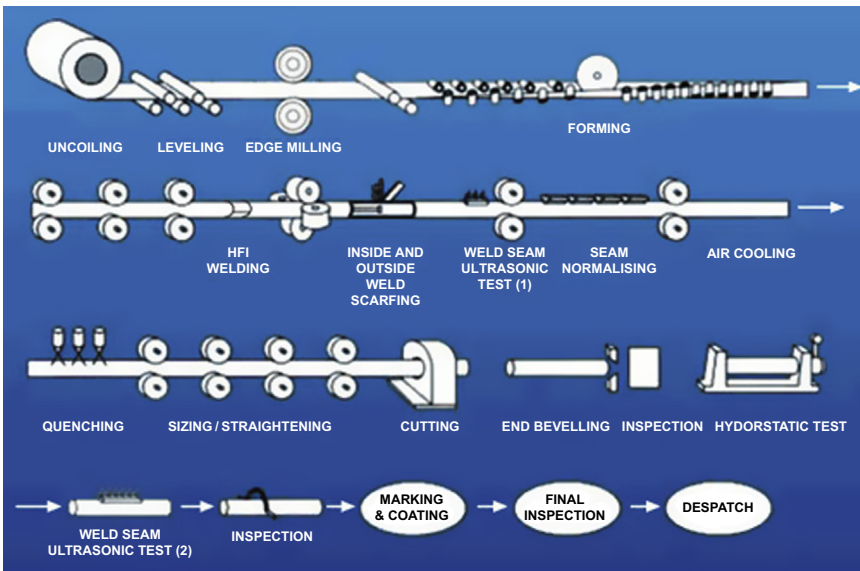 UNCOILING
LEVELING
EDGE MILLING
FORMING
HFI
WELDING
INSIDE AND
OUTSIDE
WELD
SCARFING
WELD SEAM
ULTRASONIC
TEST (1)
SEAM
NORMALISING
AIR COOLING
QUENCHING
SIZING / STRAIGHTENING
CUTTING
END BEVELLING
INSPECTION
HYDORSTATIC TEST
WELD SEAM
ULTRASONIC TEST (2)
INSPECTION
MARKING
& COATING
FINAL
INSPECTION
DESPATCH